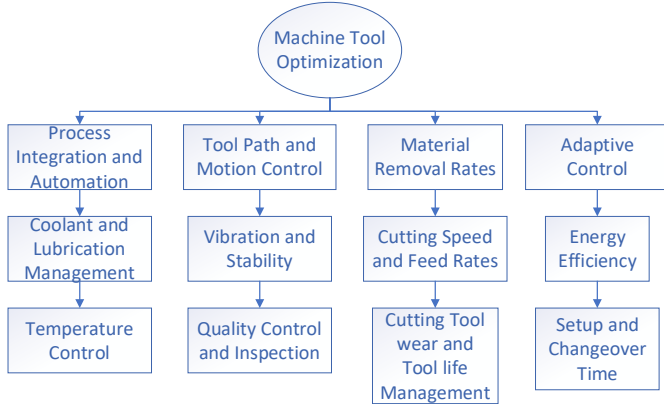 Machine Tool
Optimization
Process
Integration and
Automation
Tool Path and
Motion Control
Material
Removal Rates
Adaptive
Control
Coolant and
Lubrication
Management
Vibration and
Stability
Cutting Speed
and Feed Rates
Energy
Efficiency
Temperature
Control
Quality Control
and Inspection
Cutting Tool
wear and
Tool life
Management
Setup and
Changeover
Time